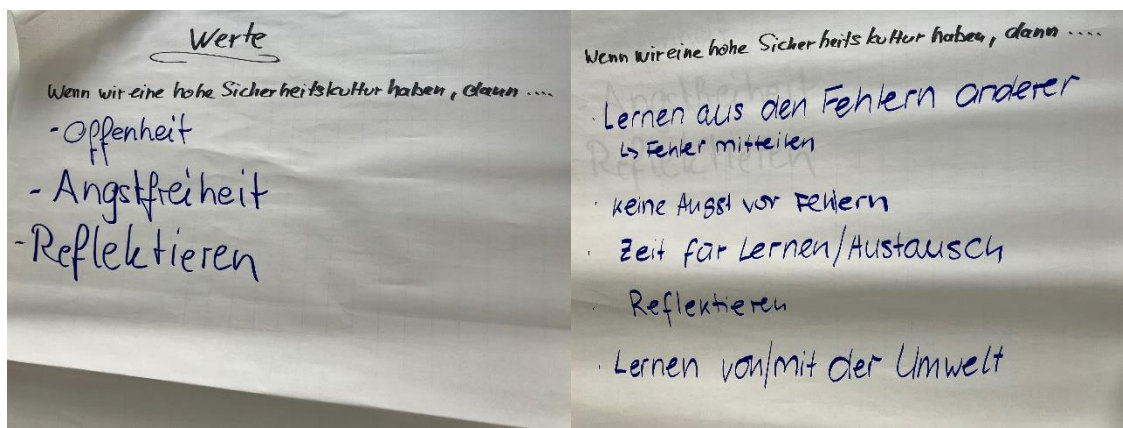 Werte
Wenn wir eine hohe Sicherheitskultur haben, dann ....
- Offenheit
- Angstfreiheit
- Reflektieren
Wenn wir eine hohe Sicherheitskultur haben, dann ....
· Lernen aus den Fehlern anderer
↳ Fehler mitteilen
· keine Angst vor Fehlern
· Zeit für Lernen/Austausch
· Reflektieren
· Lernen von/mit der Umwelt